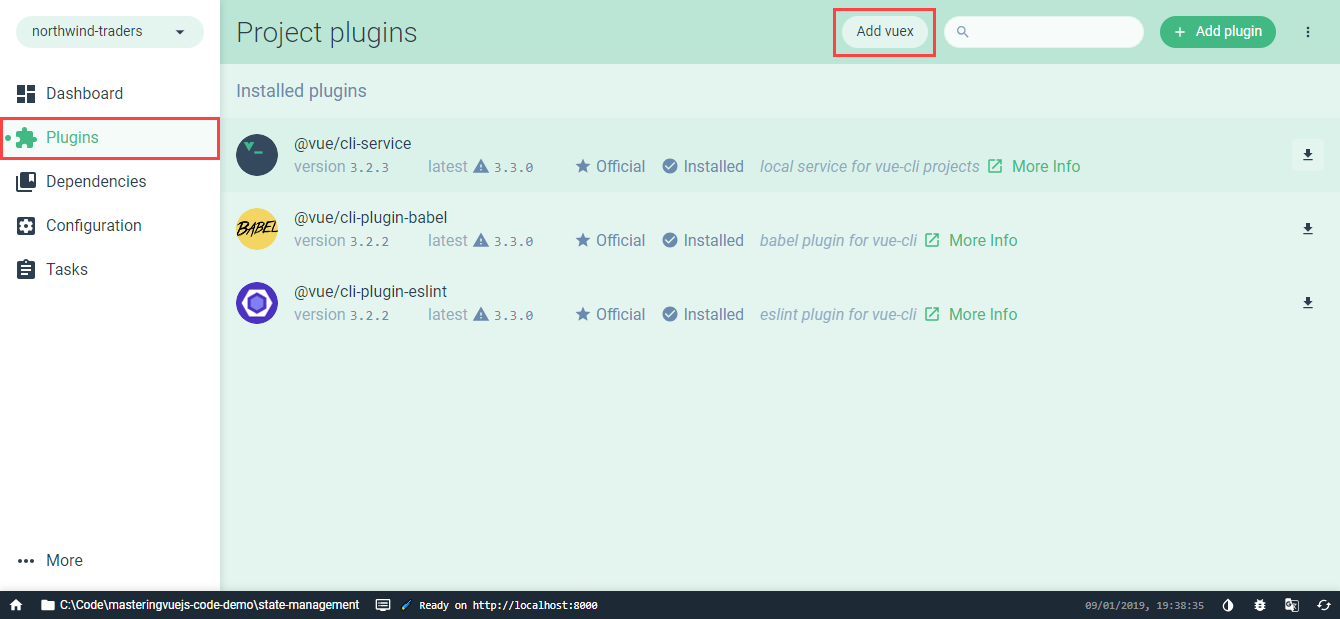 northwind-traders
Project plugins
Add vuex
Add plugin
Dashboard
Plugins
Dependencies
Configuration
Tasks
More
Installed plugins
@vue/cli-service
version 3.2.3 latest 3.3.0 Official Installed local service for vue-cli projects More Info
BABEL
@vue/cli-plugin-babel
version 3.2.2 latest 3.3.0 Official Installed babel plugin for vue-cli More Info
@vue/cli-plugin-eslint
version 3.2.2 latest 3.3.0 Official Installed eslint plugin for vue-cli More Info
C:\Code\masteringvuejs-code-demo\state-management Ready on http://localhost:8000 09/01/2019, 19:38:35